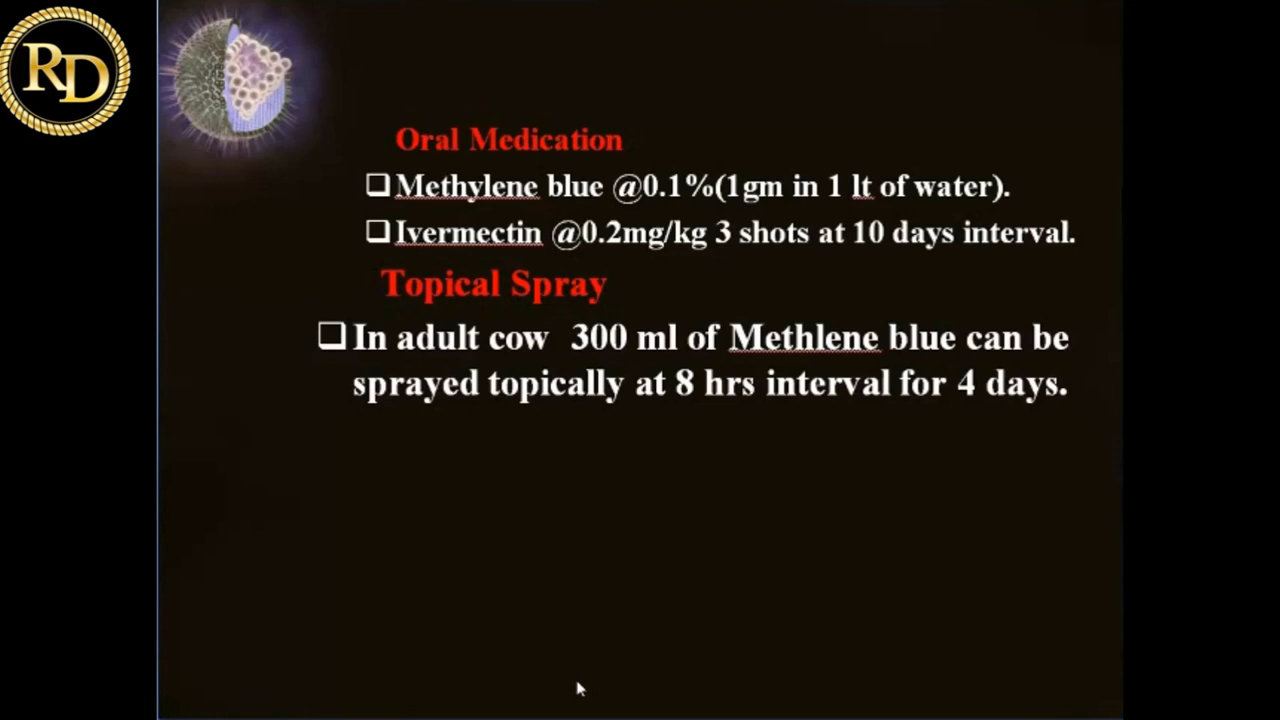 RD
Oral Medication
❑Methylene blue @0.1%(1gm in 1 lt of water).
❑Ivermectin @0.2mg/kg 3 shots at 10 days interval.
Topical Spray
❑In adult cow 300 ml of Methlene blue can be
sprayed topically at 8 hrs interval for 4 days.